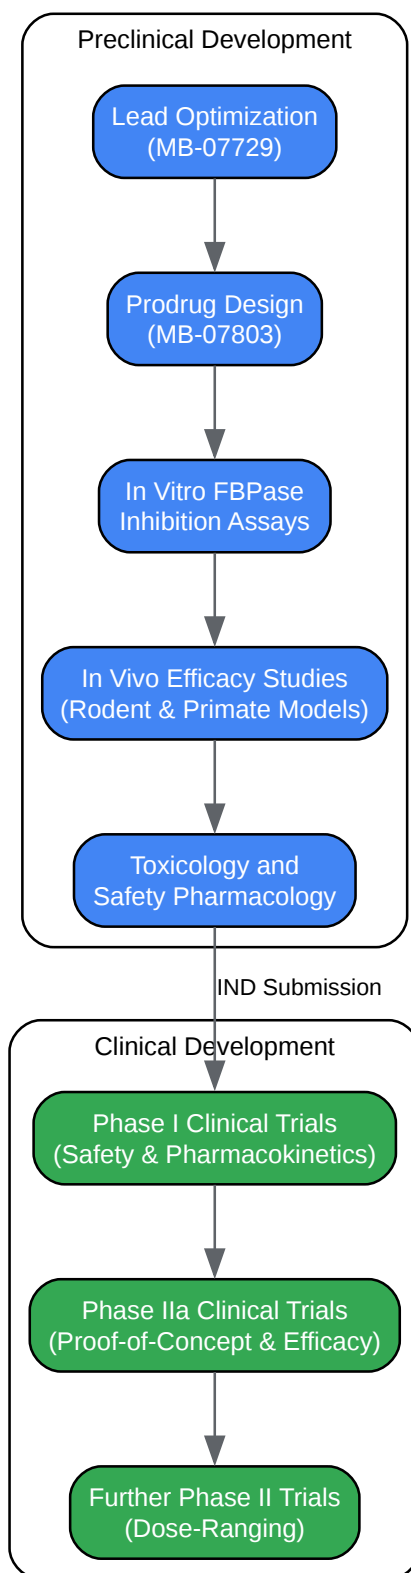 Preclinical Development
Lead Optimization
(MB-07729)
Prodrug Design
(MB-07803)
In Vitro FBPase
Inhibition Assays
In Vivo Efficacy Studies
(Rodent & Primate Models)
Toxicology and
Safety Pharmacology
IND Submission
Clinical Development
Phase I Clinical Trials
(Safety & Pharmacokinetics)
Phase IIa Clinical Trials
(Proof-of-Concept & Efficacy)
Further Phase II Trials
(Dose-Ranging)